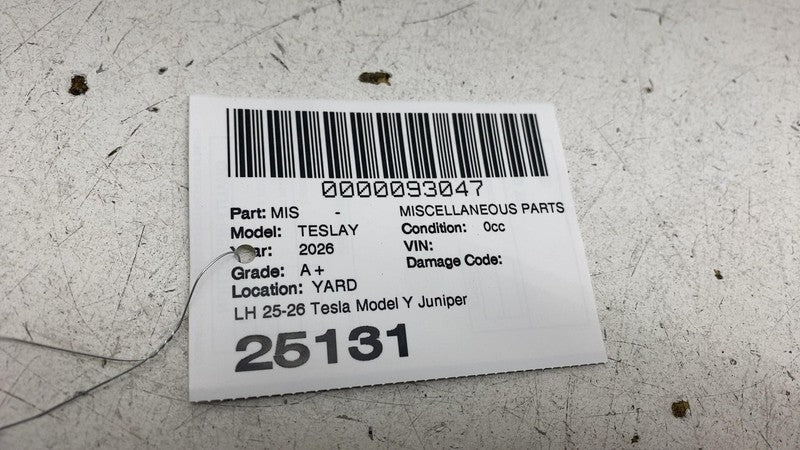 0000093047
Part: MIS - MISCELLANEOUS PARTS
Model: TESLAY Condition: 0cc
Year: 2026 VIN:
Grade: A+ Damage Code:
Location: YARD
LH 25-26 Tesla Model Y Juniper
25131